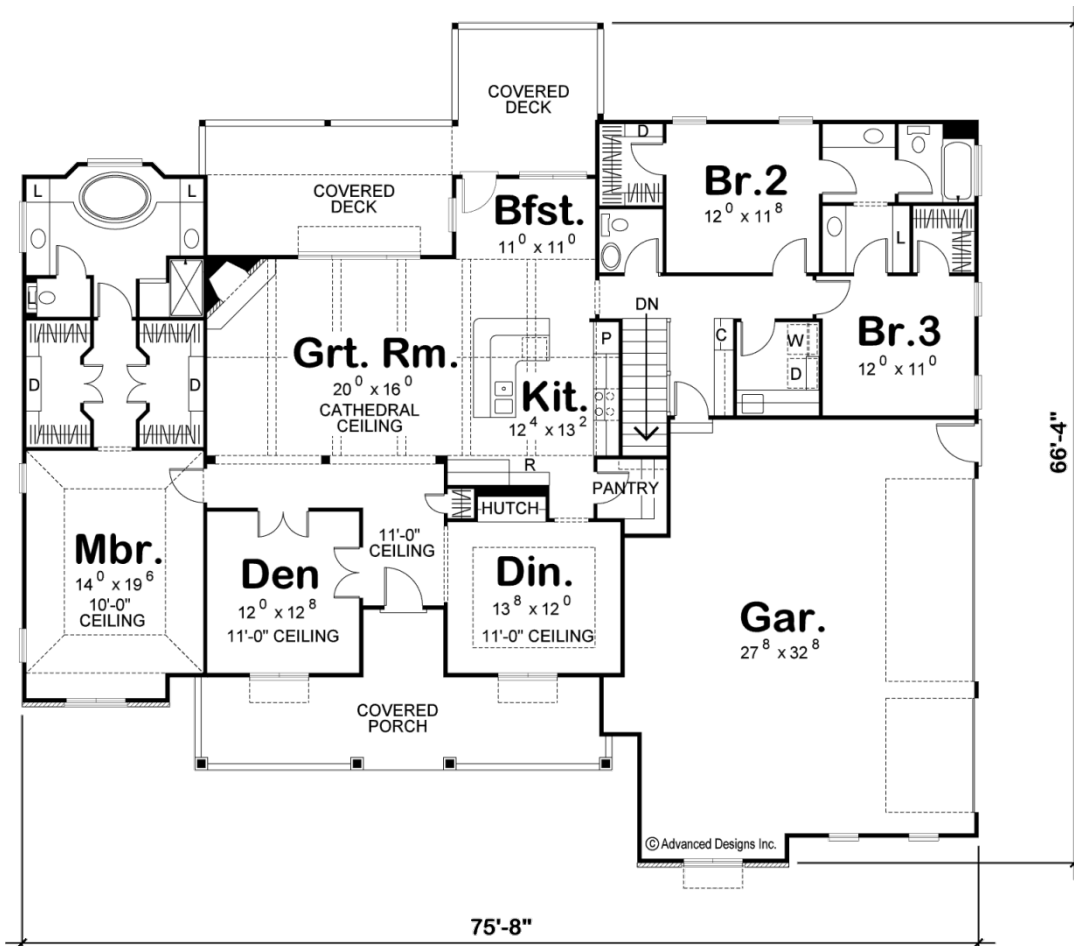 COVERED
DECK
COVERED
DECK
Bfst.
11⁰ x 11⁰
D
Br.2
12⁰ x 11⁸
L
L
L
DN
Br.3
12⁰ x 11⁰
P
C
W
D
Grt. Rm.
20⁰ x 16⁰
CATHEDRAL
CEILING
Kit.
12⁴ x 13²
D
D
R
PANTRY
HUTCH
Mbr.
14⁰ x 19⁶
10'-0"
CEILING
Den
12⁰ x 12⁸
11'-0" CEILING
11'-0"
CEILING
Din.
13⁸ x 12⁰
11'-0" CEILING
Gar.
27⁸ x 32⁸
COVERED
PORCH
© Advanced Designs Inc.
66'-4"
75'-8"